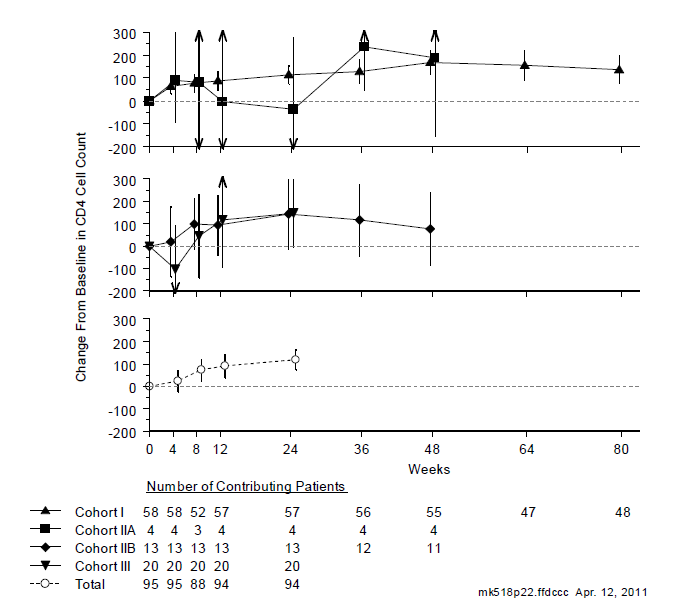 Change From Baseline in CD4 Cell Count
300
200
100
0
-100
-200
300
200
100
0
-100
-200
300
200
100
0
-100
-200
0 4 8 12 24 36 48 64 80
Weeks
Number of Contributing Patients
Cohort I 58 58 52 57 57 56 55 47 48
Cohort IIA 4 4 3 4 4 4 4
Cohort IIB 13 13 13 13 13 12 11
Cohort III 20 20 20 20 20
Total 95 95 88 94 94
mk518p22.ffdccc Apr. 12, 2011